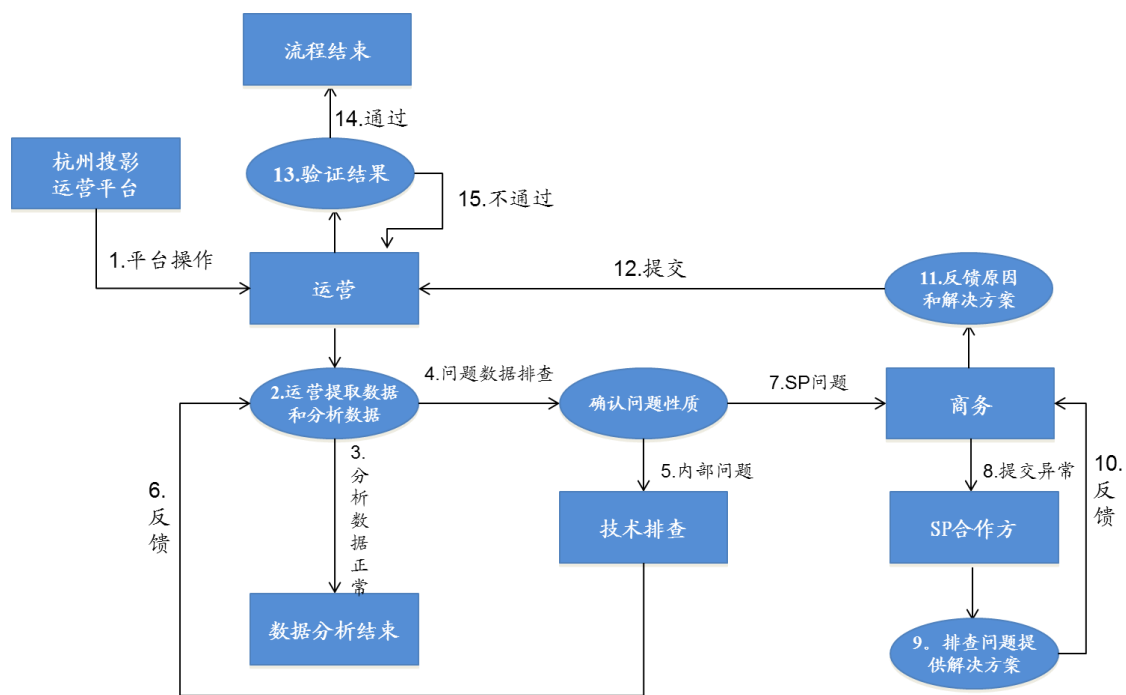 流程结束
14.通过
杭州搜影
运营平台
13.验证结果
15.不通过
1.平台操作
运营
12.提交
11.反馈原因
和解决方案
2.运营提取数据
和分析数据
4.问题数据排查
确认问题性质
7.SP问题
商务
3.
分
析
数
据
正
常
5.内部问题
8.提交异常
10.
反
馈
6.
反
馈
技术排查
SP合作方
数据分析结束
9。排查问题提
供解决方案